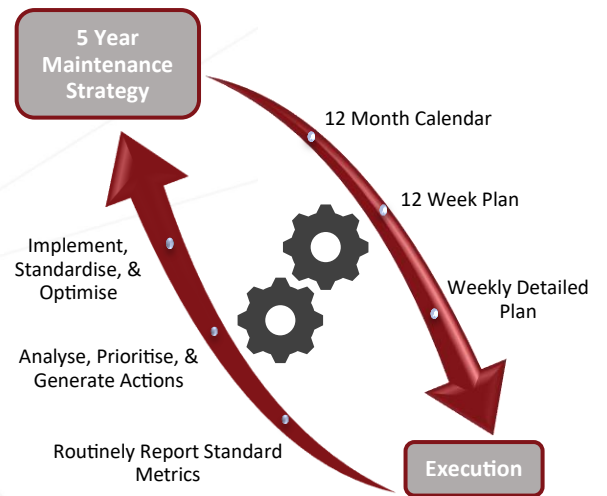 5 Year
Maintenance
Strategy
12 Month Calendar
12 Week Plan
Weekly Detailed
Plan
Execution
Routinely Report Standard
Metrics
Analyse, Prioritise, &
Generate Actions
Implement,
Standardise, &
Optimise